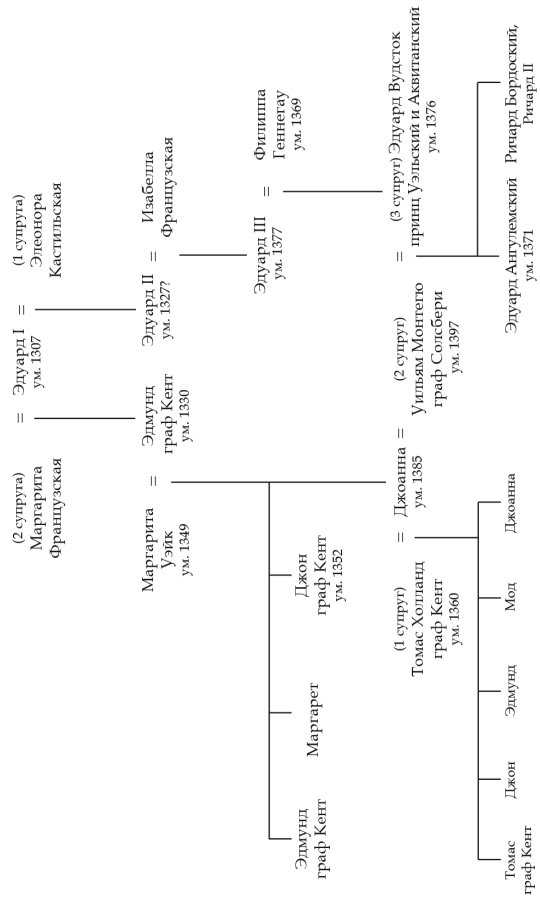 (2 супруга)
Маргарита
Французская
=
Эдуард I
ум. 1307
=
(1 супруга)
Элеонора
Кастильская
Маргарита
Уэйк
ум. 1349
=
Эдмунд
граф Кент
ум. 1330
Эдуард II
ум. 1327?
=
Изабелла
Французская
Эдмунд
граф Кент
Маргарет
Джон
граф Кент
ум. 1352
Эдуард III
ум. 1377
=
Филиппа
Геннегау
ум. 1369
(1 супруг)
Томас Холланд
граф Кент
ум. 1360
=
Джоанна
ум. 1385
=
(2 супруг)
Уильям Монтегю
граф Солсбери
ум. 1397
=
(3 супруг) Эдуард Вудсток
принц Уэльский и Аквитанский
ум. 1376
Томас
граф Кент
Джон
Эдмунд
Мод
Джоанна
Эдуард Ангулемский
ум. 1371
Ричард Бордоский,
Ричард II